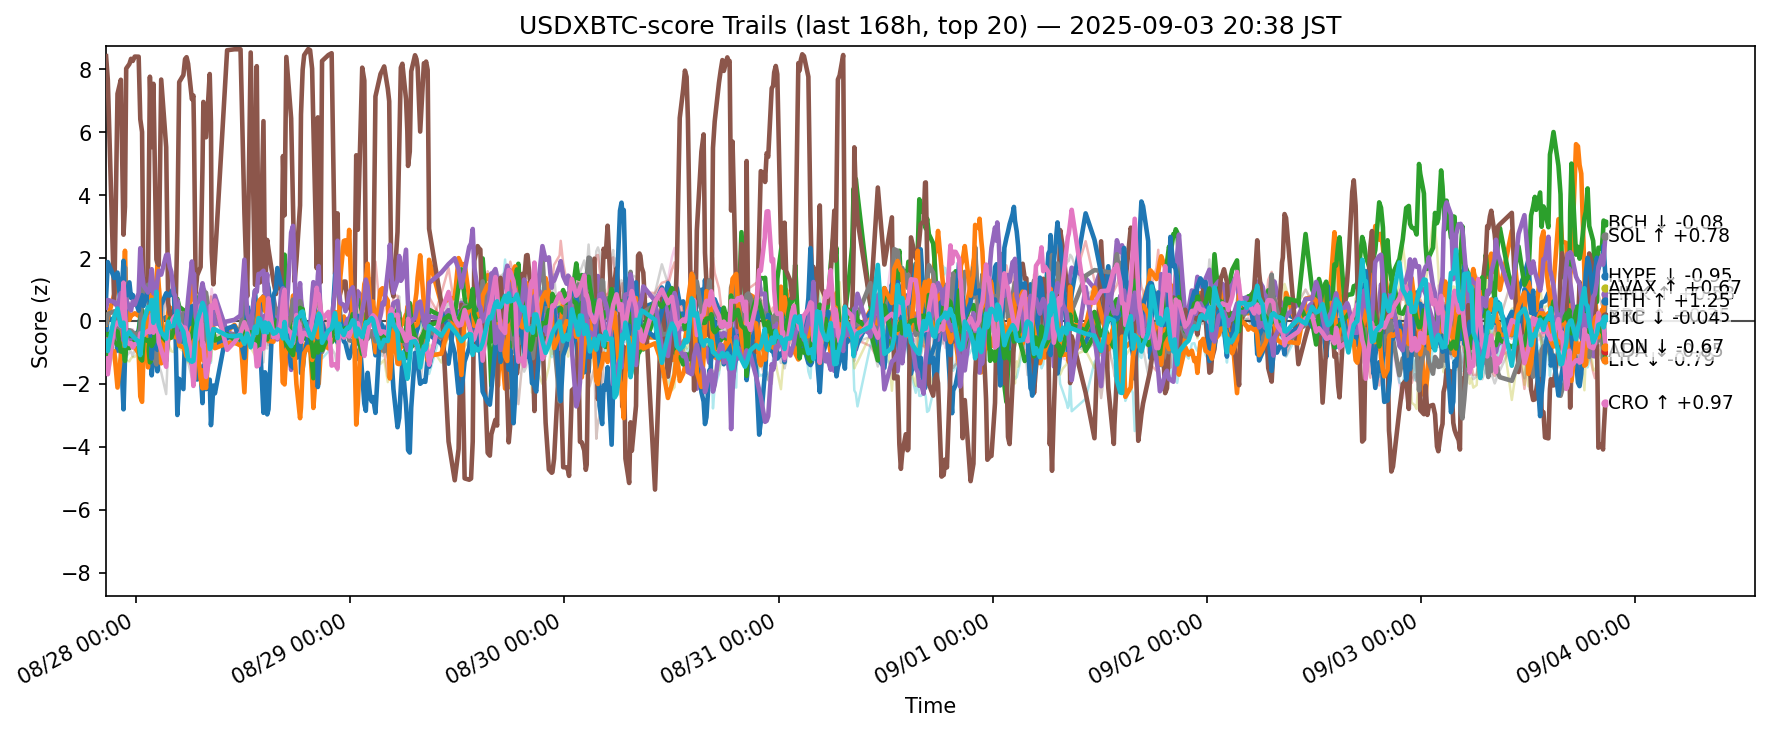 USDXBTC-score Trails (last 168h, top 20) — 2025-09-03 20:38 JST
Score (z)
8
6
4
2
0
−2
−4
−6
−8
BCH ↓ -0.08
SOL ↑ +0.78
HYPE ↓ -0.95
AVAX ↑ +0.67
ETH ↑ +1.25
BTC ↓ -0.04
TON ↓ -0.67
LTC ↓ -0.79
CRO ↑ +0.97
08/28 00:00
08/29 00:00
08/30 00:00
08/31 00:00
09/01 00:00
09/02 00:00
09/03 00:00
09/04 00:00
Time